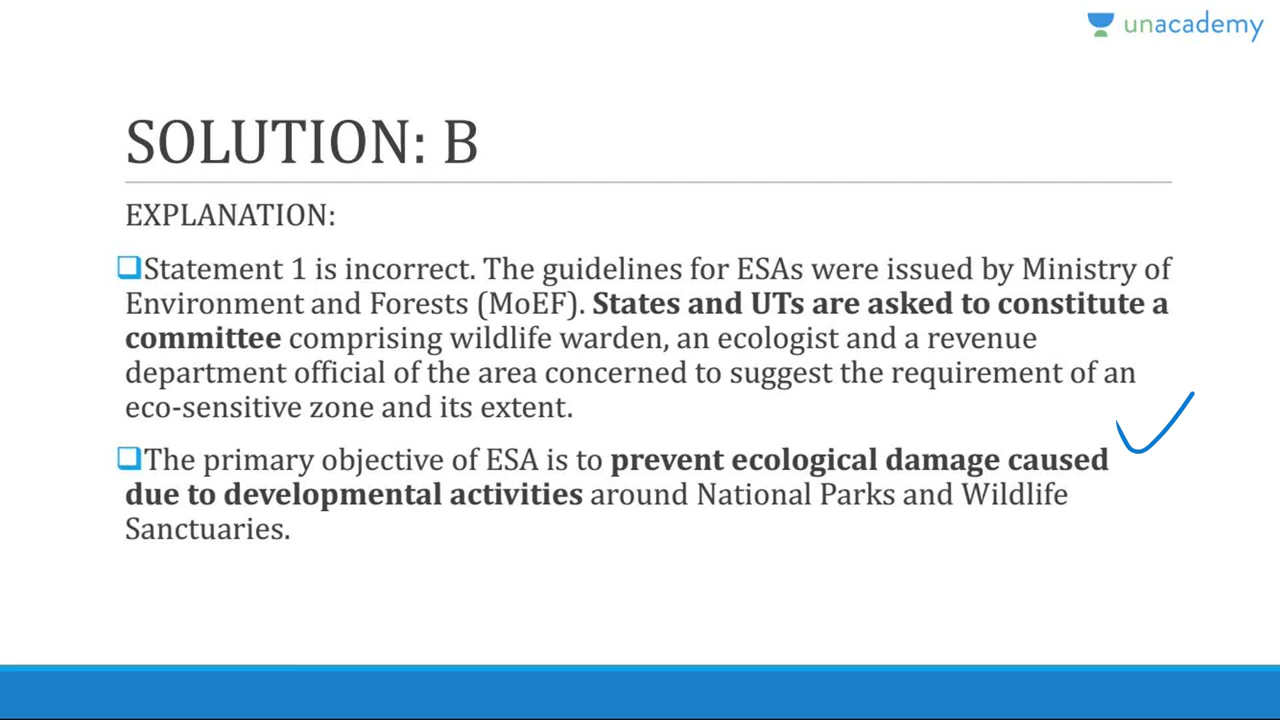 unacademy
SOLUTION: B
EXPLANATION:
Statement 1 is incorrect. The guidelines for ESAs were issued by Ministry of
Environment and Forests (MoEF). States and UTs are asked to constitute a
committee comprising wildlife warden, an ecologist and a revenue
department official of the area concerned to suggest the requirement of an
eco-sensitive zone and its extent.
The primary objective of ESA is to prevent ecological damage caused
due to developmental activities around National Parks and Wildlife
Sanctuaries.